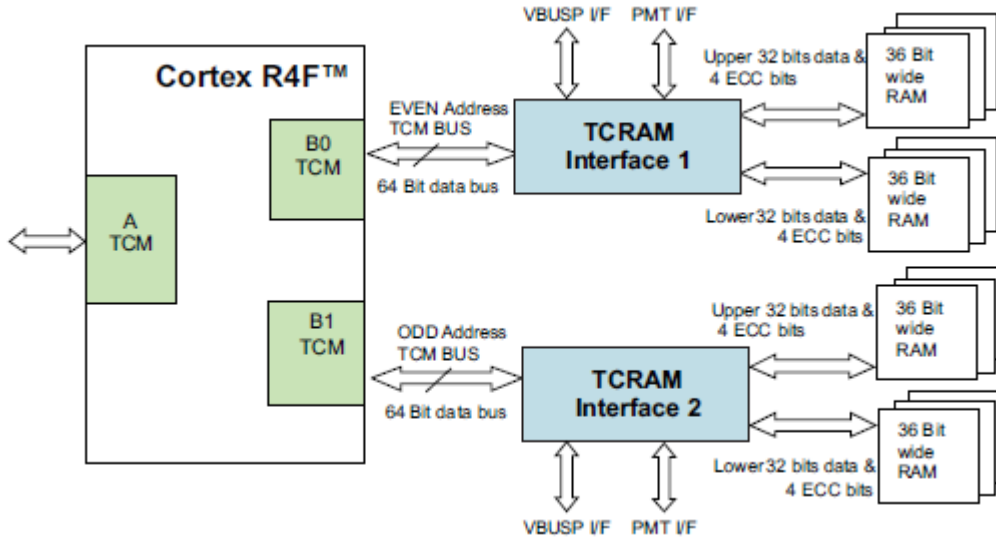 VBUSP I/F
PMT I/F
Cortex R4F™
Upper 32 bits data &
4 ECC bits
36 Bit
wide
RAM
EVEN Address
TCM BUS
B0
TCM
TCRAM
Interface 1
64 Bit data bus
36 Bit
wide
RAM
A
TCM
Lower 32 bits data &
4 ECC bits
B1
TCM
ODD Address
TCM BUS
Upper 32 bits data &
4 ECC bits
36 Bit
wide
RAM
TCRAM
Interface 2
64 Bit data bus
36 Bit
wide
RAM
Lower 32 bits data &
4 ECC bits
VBUSP I/F
PMT I/F